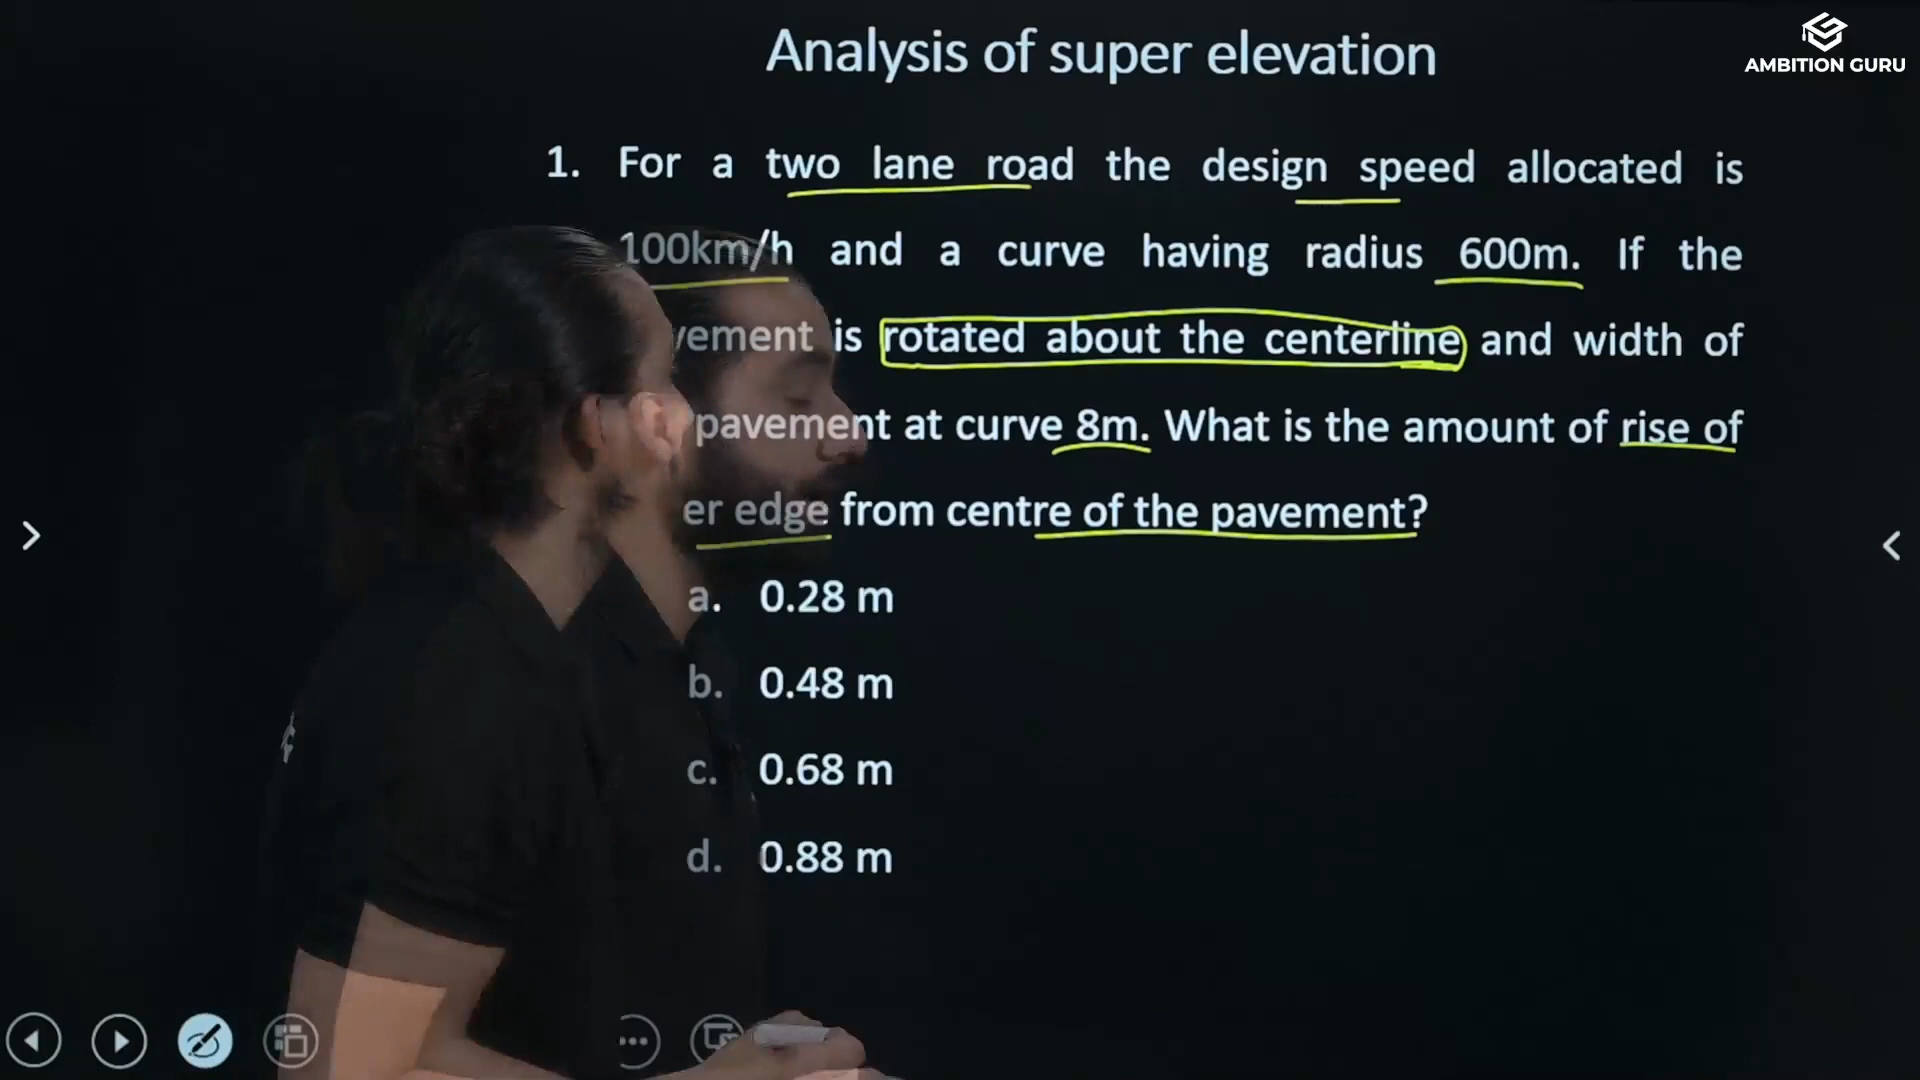 Analysis of super elevation
AMBITION GURU
1. For a two lane road the design speed allocated is
100km/h and a curve having radius 600m. If the
vement is rotated about the centerline and width of
pavement at curve 8m. What is the amount of rise of
er edge from centre of the pavement?
a. 0.28 m
b. 0.48 m
c. 0.68 m
d. 0.88 m